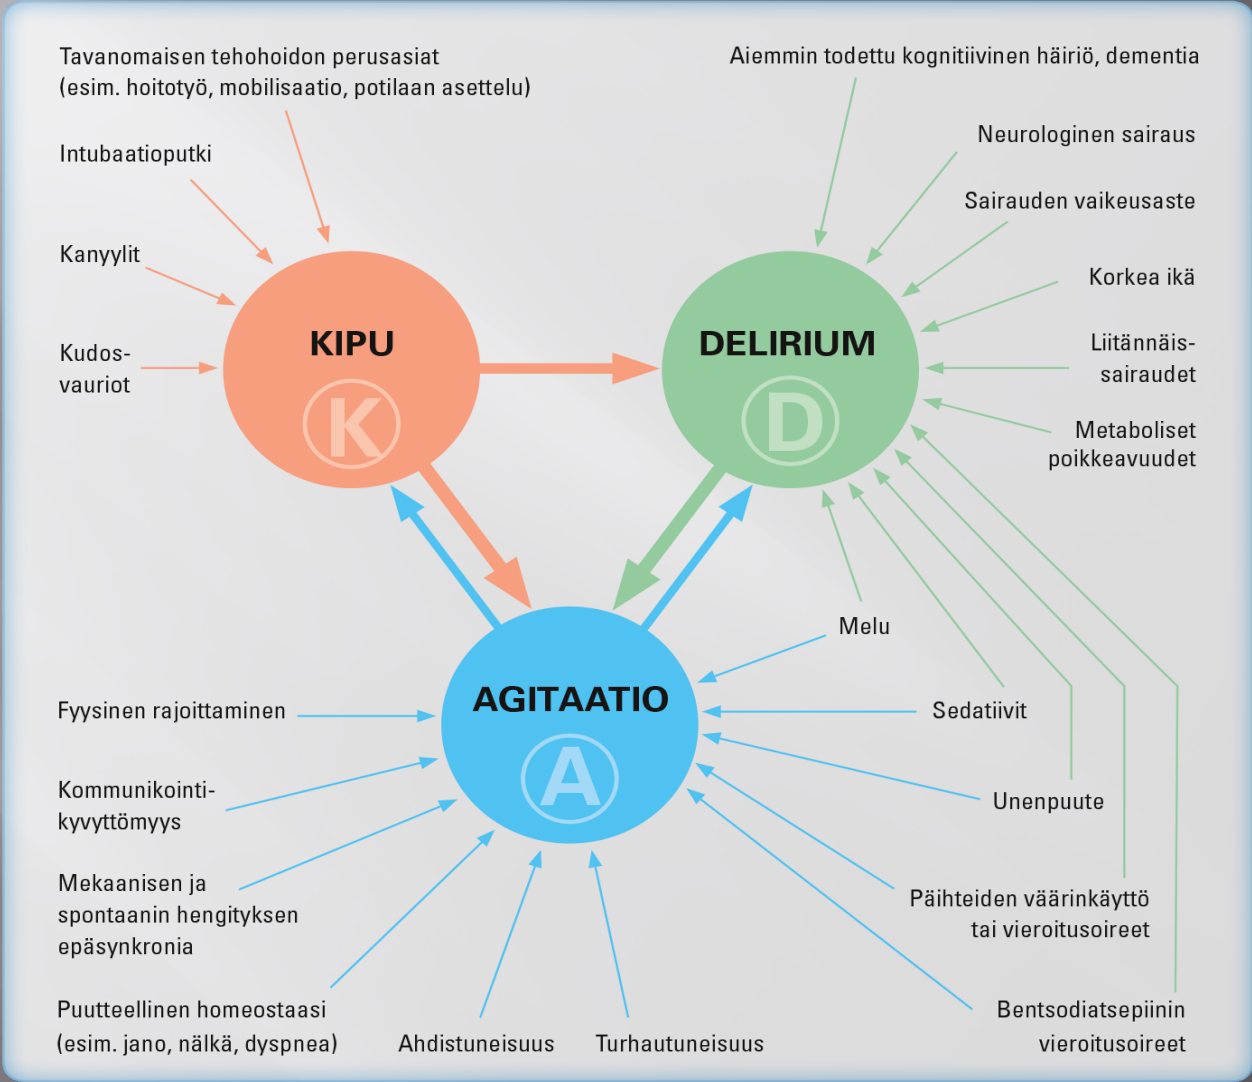 Tavanomaisen tehohoidon perusasiat
(esim. hoitotyö, mobilisaatio, potilaan asettelu)
Intubaatioputki
Kanyylit
Kudos-
vauriot
Aiemmin todettu kognitiivinen häiriö, dementia
Neurologinen sairaus
Sairauden vaikeusaste
Korkea ikä
Liitännäis-
sairaudet
Metaboliset
poikkeavuudet
KIPU
K
DELIRIUM
D
AGITAATIO
A
Melu
Sedatiivit
Unenpuute
Päihteiden väärinkäyttö
tai vieroitusoireet
Bentsodiatsepiinin
vieroitusoireet
Fyysinen rajoittaminen
Kommunikointi-
kyvyttömyys
Mekaanisen ja
spontaanin hengityksen
epäsynkronia
Puutteellinen homeostaasi
(esim. jano, nälkä, dyspnea)
Ahdistuneisuus
Turhautuneisuus